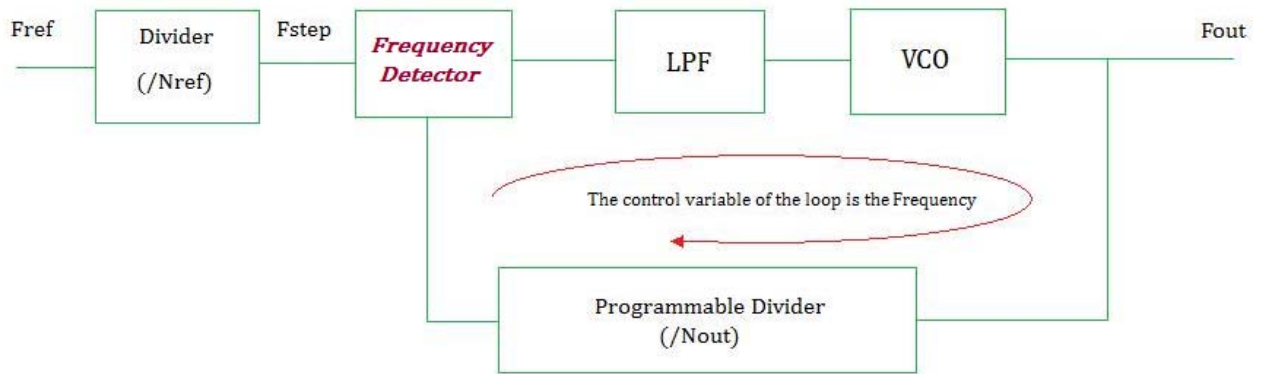 Fref
Divider
(/Nref)
Fstep
Frequency
Detector
LPF
VCO
Fout
The control variable of the loop is the Frequency
Programmable Divider
(/Nout)